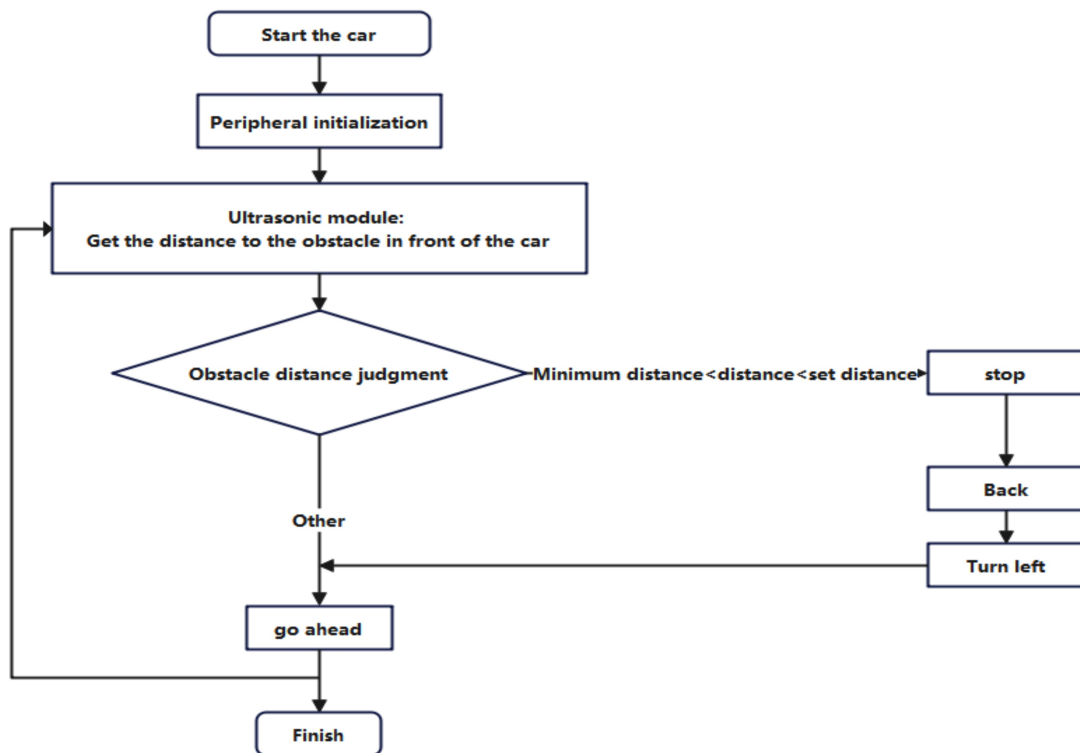 Start the car
Peripheral initialization
Ultrasonic module:
Get the distance to the obstacle in front of the car
Obstacle distance judgment
Minimum distance<distance<set distance
stop
Back
Other
Turn left
go ahead
Finish